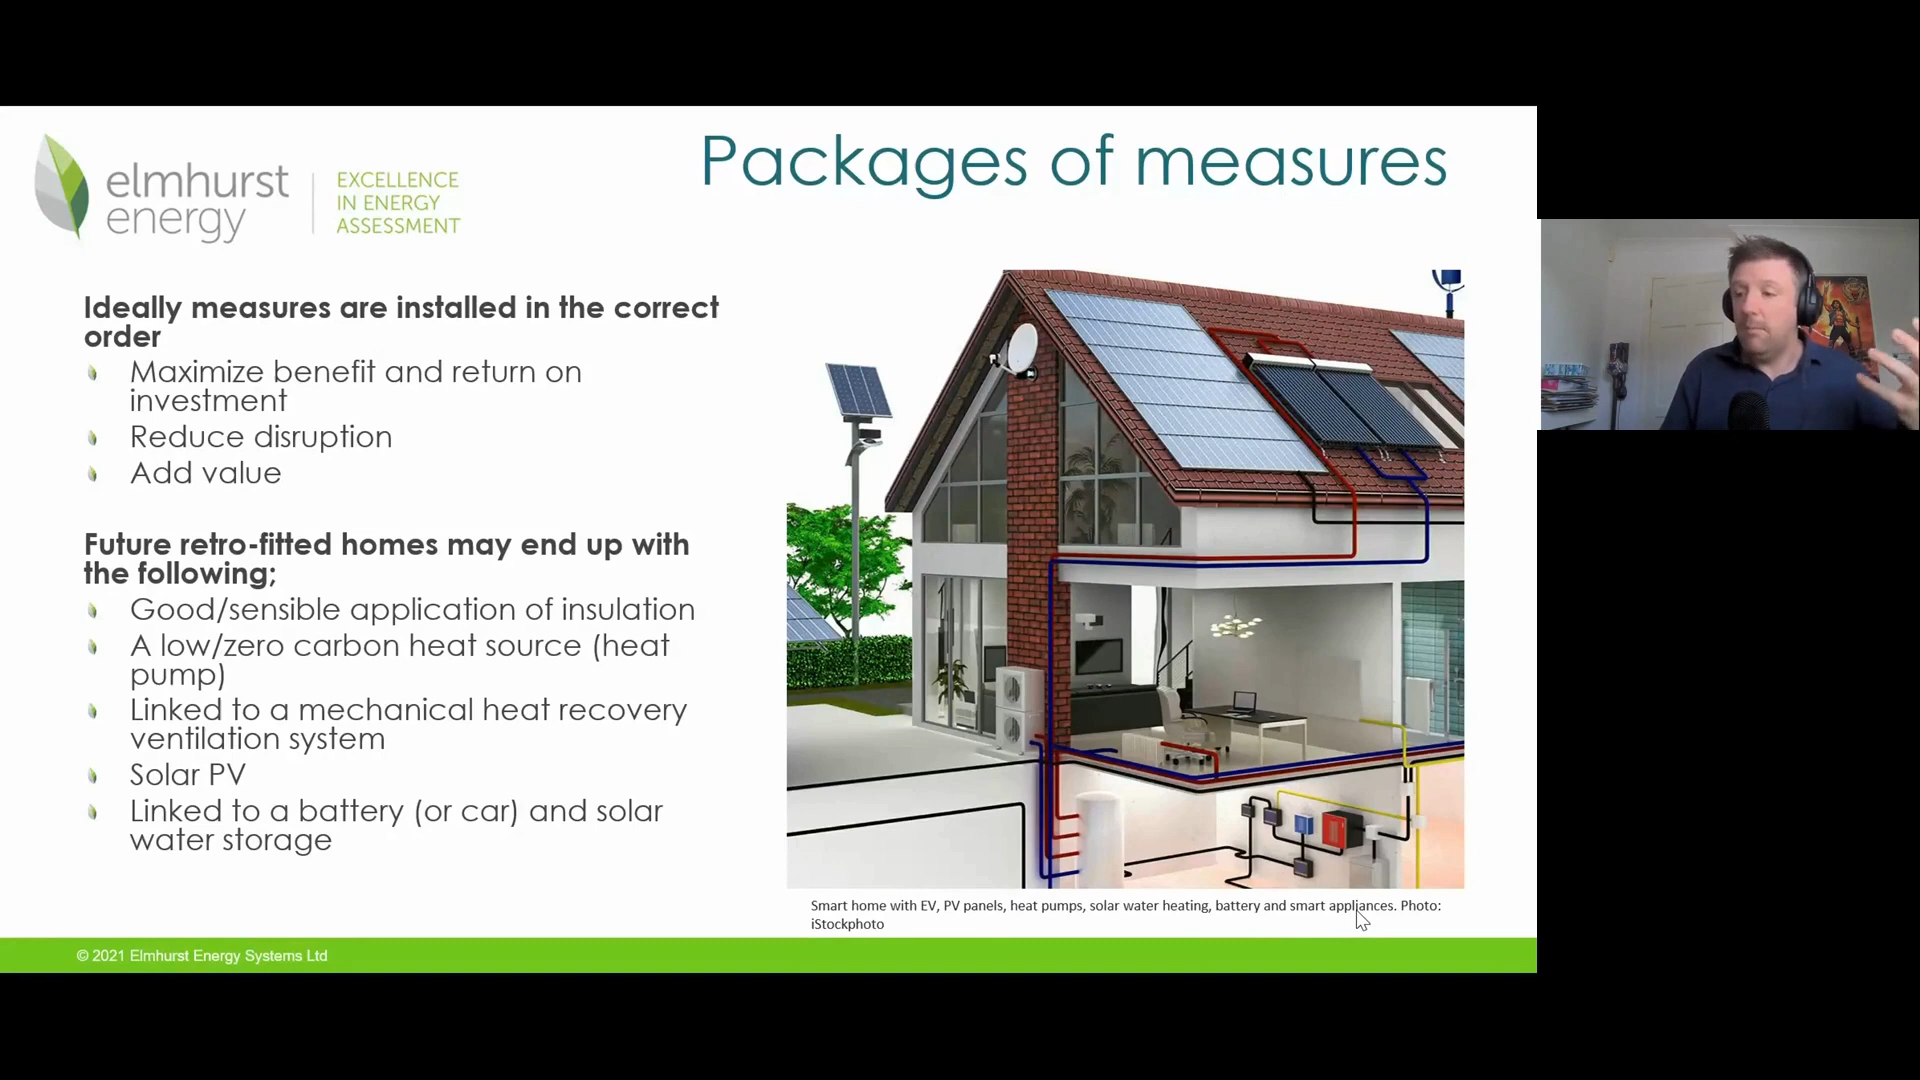 elmhurst
energy
EXCELLENCE
IN ENERGY
ASSESSMENT
Packages of measures
Ideally measures are installed in the correct
order
Maximize benefit and return on
investment
Reduce disruption
Add value
Future retro-fitted homes may end up with
the following;
Good/sensible application of insulation
A low/zero carbon heat source (heat
pump)
Linked to a mechanical heat recovery
ventilation system
Solar PV
Linked to a battery (or car) and solar
water storage
Smart home with EV, PV panels, heat pumps, solar water heating, battery and smart appliances. Photo:
iStockphoto
© 2021 Elmhurst Energy Systems Ltd